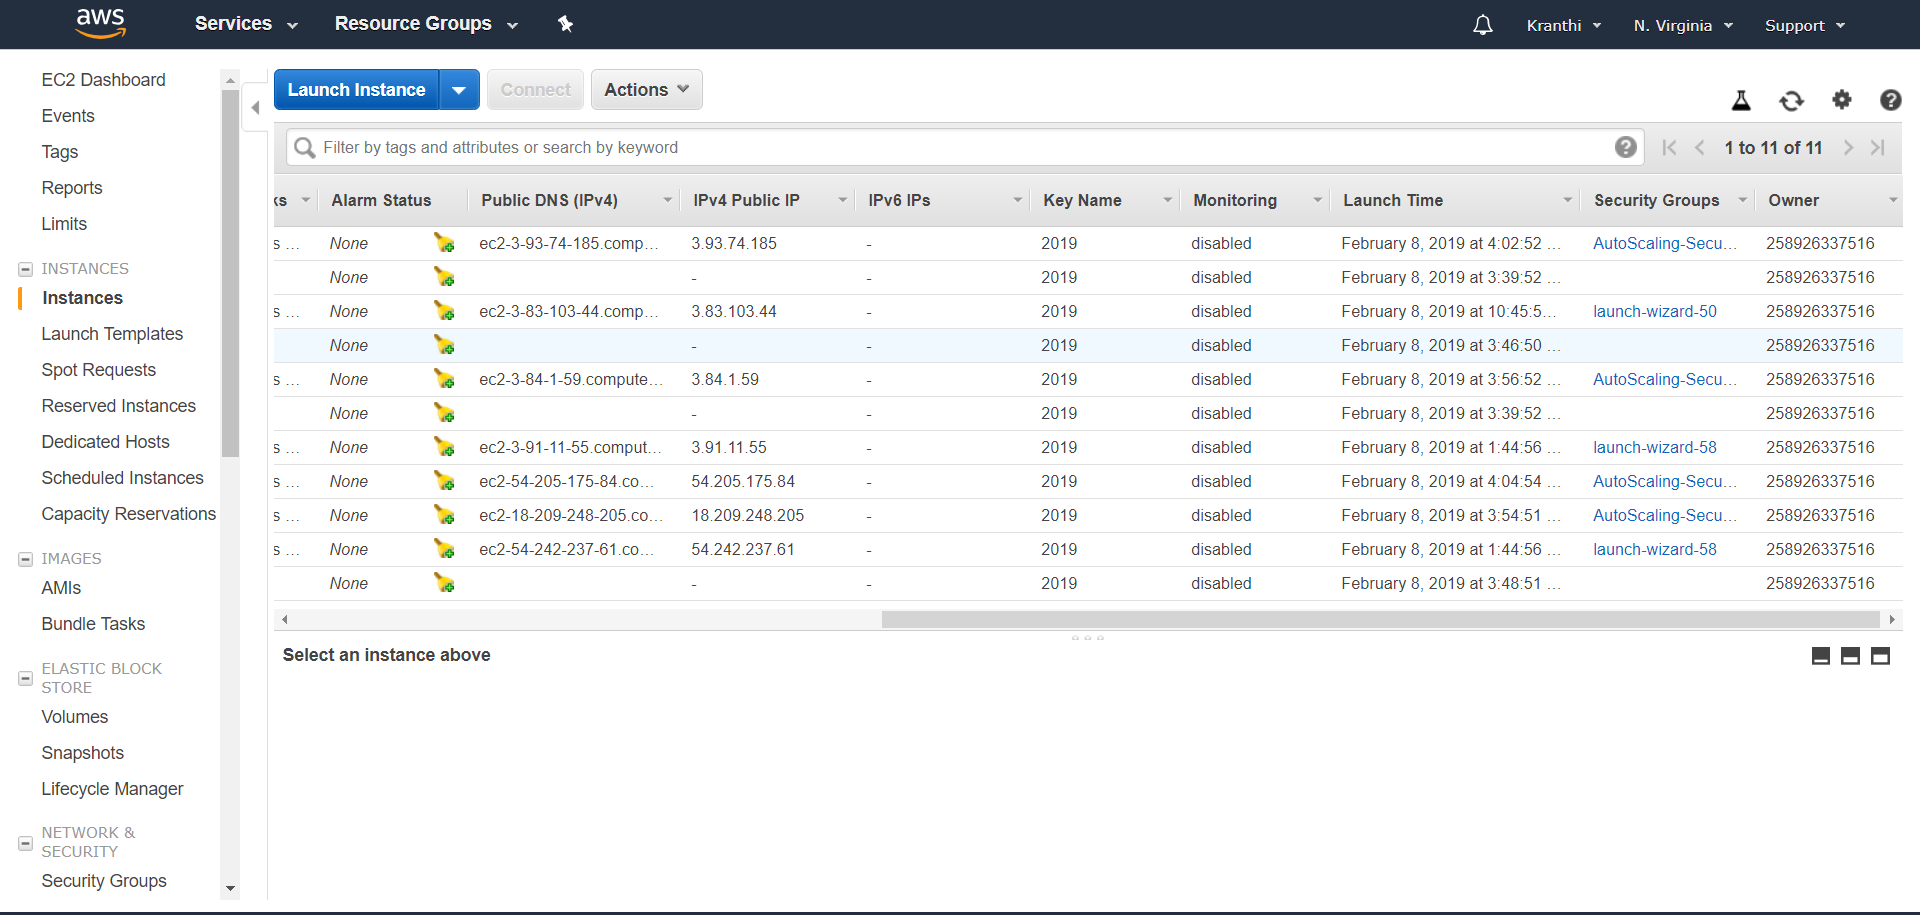 aws Services Resource Groups Kranthi N. Virginia Support
EC2 Dashboard
Events
Tags
Reports
Limits
INSTANCES
Instances
Launch Templates
Spot Requests
Reserved Instances
Dedicated Hosts
Scheduled Instances
Capacity Reservations
IMAGES
AMIs
Bundle Tasks
ELASTIC BLOCK
STORE
Volumes
Snapshots
Lifecycle Manager
NETWORK &
SECURITY
Security Groups
Launch Instance Connect Actions
Filter by tags and attributes or search by keyword 1 to 11 of 11
ks Alarm Status Public DNS (IPv4) IPv4 Public IP IPv6 IPs Key Name Monitoring Launch Time Security Groups Owner
s ... None ec2-3-93-74-185.comp... 3.93.74.185 - 2019 disabled February 8, 2019 at 4:02:52 ... AutoScaling-Secu... 258926337516
None - - 2019 disabled February 8, 2019 at 3:39:52 ... 258926337516
s ... None ec2-3-83-103-44.comp... 3.83.103.44 - 2019 disabled February 8, 2019 at 10:45:5... launch-wizard-50 258926337516
None - - 2019 disabled February 8, 2019 at 3:46:50 ... 258926337516
s ... None ec2-3-84-1-59.compute... 3.84.1.59 - 2019 disabled February 8, 2019 at 3:56:52 ... AutoScaling-Secu... 258926337516
None - - 2019 disabled February 8, 2019 at 3:39:52 ... 258926337516
s ... None ec2-3-91-11-55.comput... 3.91.11.55 - 2019 disabled February 8, 2019 at 1:44:56 ... launch-wizard-58 258926337516
s ... None ec2-54-205-175-84.co... 54.205.175.84 - 2019 disabled February 8, 2019 at 4:04:54 ... AutoScaling-Secu... 258926337516
s ... None ec2-18-209-248-205.co... 18.209.248.205 - 2019 disabled February 8, 2019 at 3:54:51 ... AutoScaling-Secu... 258926337516
s ... None ec2-54-242-237-61.co... 54.242.237.61 - 2019 disabled February 8, 2019 at 1:44:56 ... launch-wizard-58 258926337516
None - - 2019 disabled February 8, 2019 at 3:48:51 ... 258926337516
Select an instance above